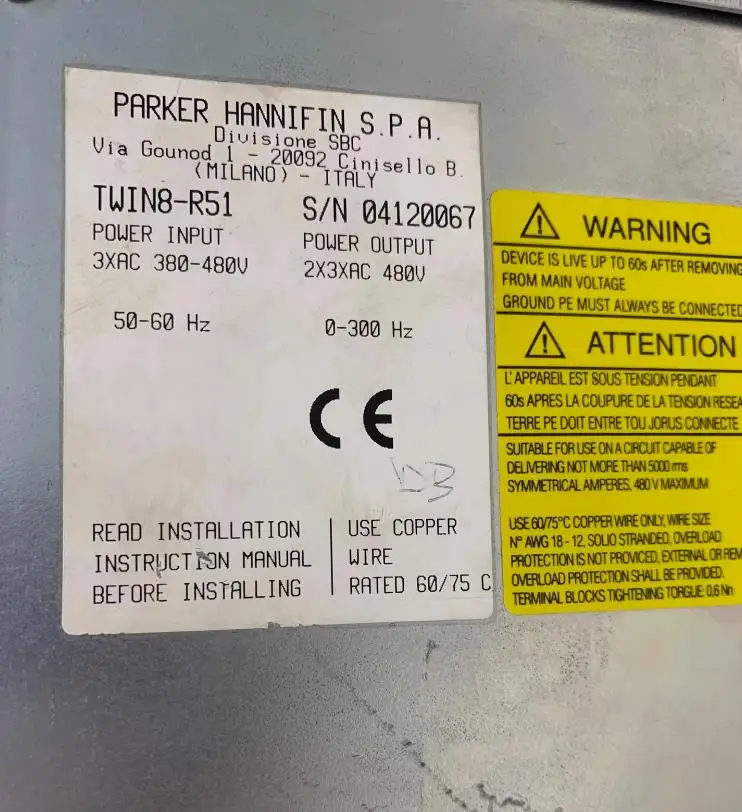 PARKER HANNIFIN S.P.A.
Divisione SBC
Via Gounod 1 - 20092 Cinisello B.
(MILANO) - ITALY
TWIN8-R51 S/N 04120067
POWER INPUT POWER OUTPUT
3XAC 380-480V 2X3XAC 480V
50-60 Hz 0-300 Hz
CE
DB
READ INSTALLATION
INSTRUCTION MANUAL
BEFORE INSTALLING
USE COPPER
WIRE
RATED 60/75 C
WARNING
DEVICE IS LIVE UP TO 60s AFTER REMOVING
FROM MAIN VOLTAGE
GROUND PE MUST ALWAYS BE CONNECTED
ATTENTION
L'APPAREIL EST SOUS TENSION PENDANT
60s APRES LA COUPURE DE LA TENSION RESEA
TERRE PE DOIT ENTRE TOU JORUS CONNECTE
SUITABLE FOR USE ON A CIRCUIT CAPABLE OF
DELIVERING NOT MORE THAN 5000 rms
SYMMETRICAL AMPERES, 480 V MAXIMUM
USE 60/75°C COPPER WIRE ONLY, WIRE SIZE
N° AWG 18 - 12, SOLIO STRANDED, OVERLOAD
PROTECTION IS NOT PROVICED, EXTERNAL OR REM
OVERLOAD PROTECTION SHALL BE PROVIDED.
TERMINAL BLOCKS TIGHTENING TORGUE: 0.6 Nm